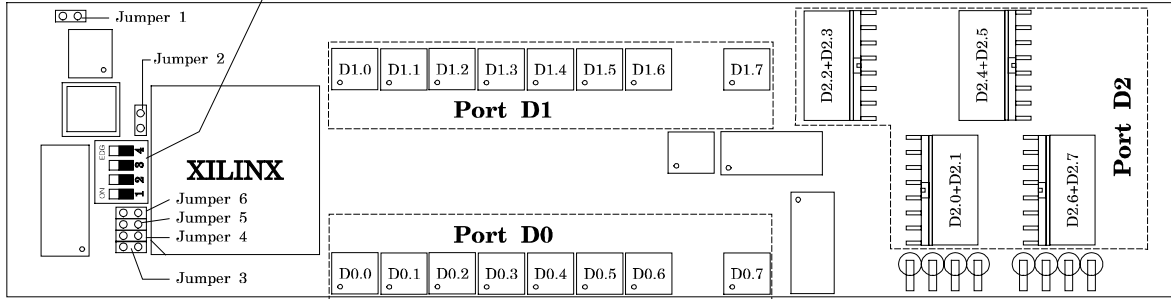 Jumper 1
Jumper 2
EDG
4
3
2
1
ON
XILINX
Jumper 6
Jumper 5
Jumper 4
Jumper 3
D1.0 D1.1 D1.2 D1.3 D1.4 D1.5 D1.6 D1.7
Port D1
Port D0
D0.0 D0.1 D0.2 D0.3 D0.4 D0.5 D0.6 D0.7
D2.2+D2.3
D2.4+D2.5
D2.0+D2.1
D2.6+D2.7
Port D2